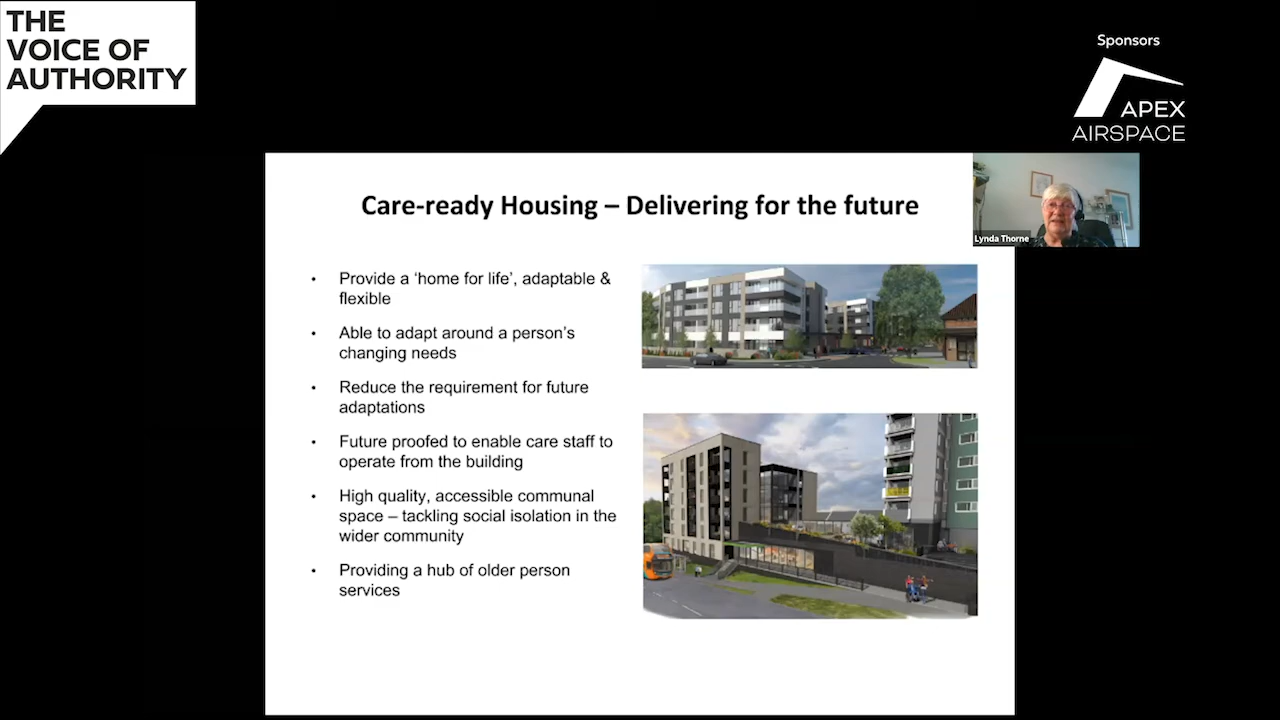 THE
VOICE OF
AUTHORITY
Sponsors
APEX
AIRSPACE
Lynda Thorne
Care-ready Housing – Delivering for the future
• Provide a ‘home for life’, adaptable &
flexible
• Able to adapt around a person’s
changing needs
• Reduce the requirement for future
adaptations
• Future proofed to enable care staff to
operate from the building
• High quality, accessible communal
space – tackling social isolation in the
wider community
• Providing a hub of older person
services